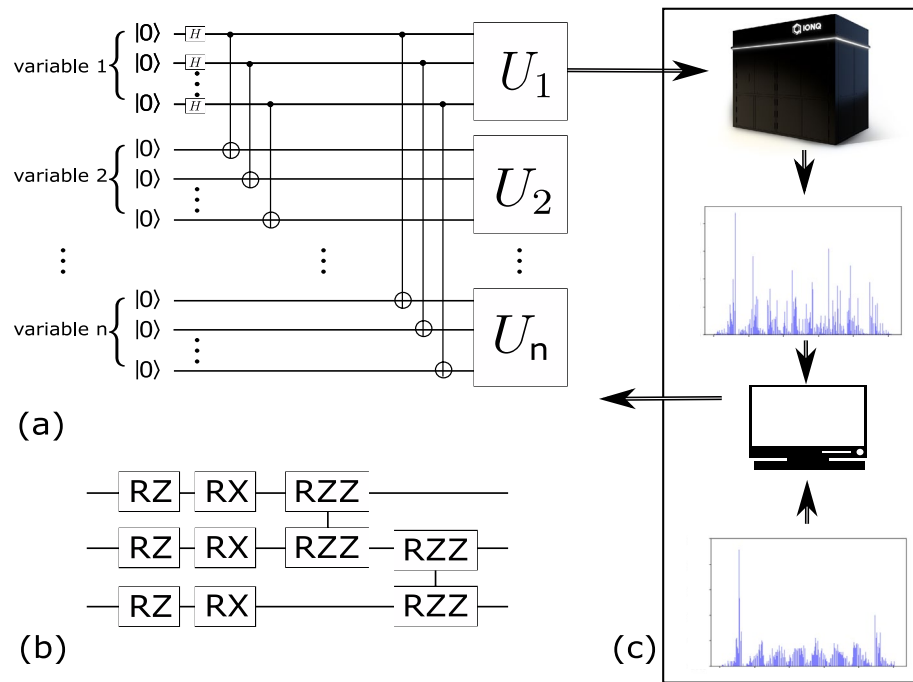 variable 1
|0⟩ H
|0⟩
|0⟩ H
U1
IONQ
variable 2
|0⟩
|0⟩
|0⟩
U2
variable n
|0⟩
|0⟩
|0⟩
Un
(a)
RZ RX RZZ
RZ RX RZZ RZZ
RZ RX RZZ
(b)
(c)